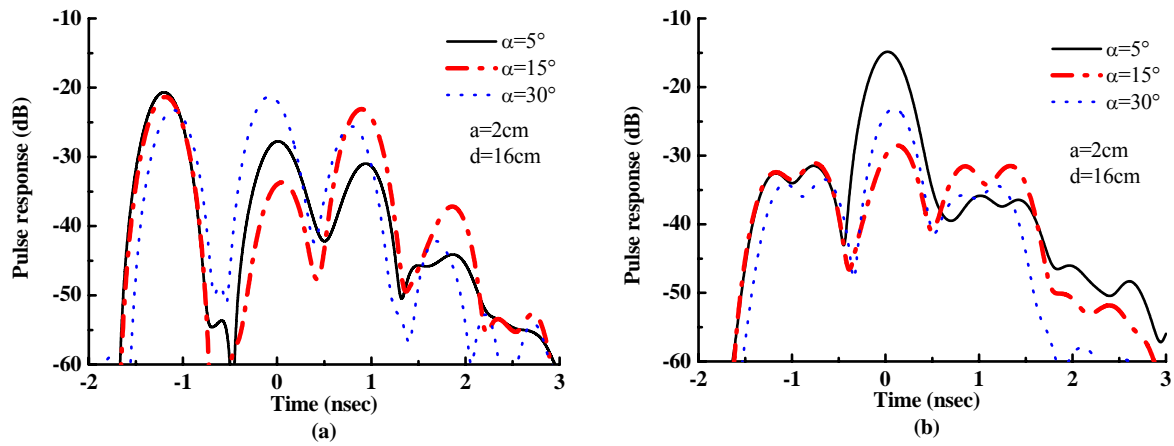 -10
-20
-30
-40
-50
-60
Pulse response (dB)
-2 -1 0 1 2 3
Time (nsec)
α=5°
α=15°
α=30°
a=2cm
d=16cm
(a)
-10
-20
-30
-40
-50
-60
Pulse response (dB)
-2 -1 0 1 2 3
Time (nsec)
α=5°
α=15°
α=30°
a=2cm
d=16cm
(b)